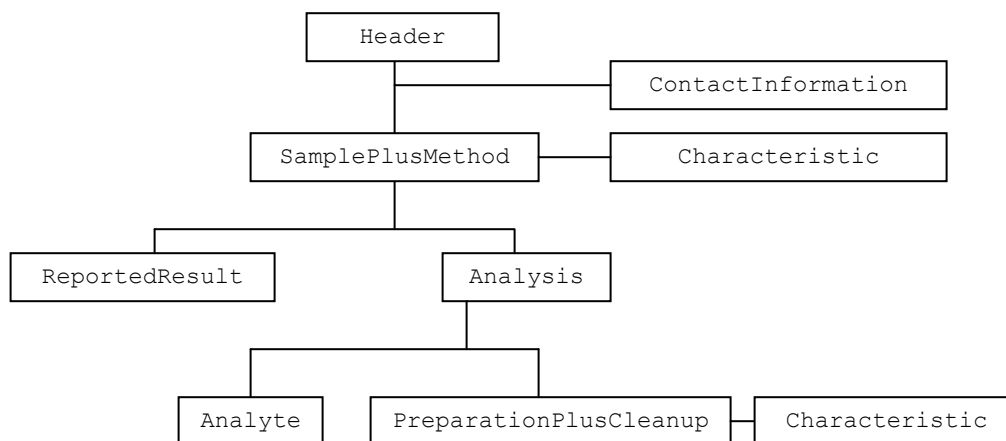 Header
ContactInformation
SamplePlusMethod
Characteristic
ReportedResult
Analysis
Analyte
PreparationPlusCleanup
Characteristic